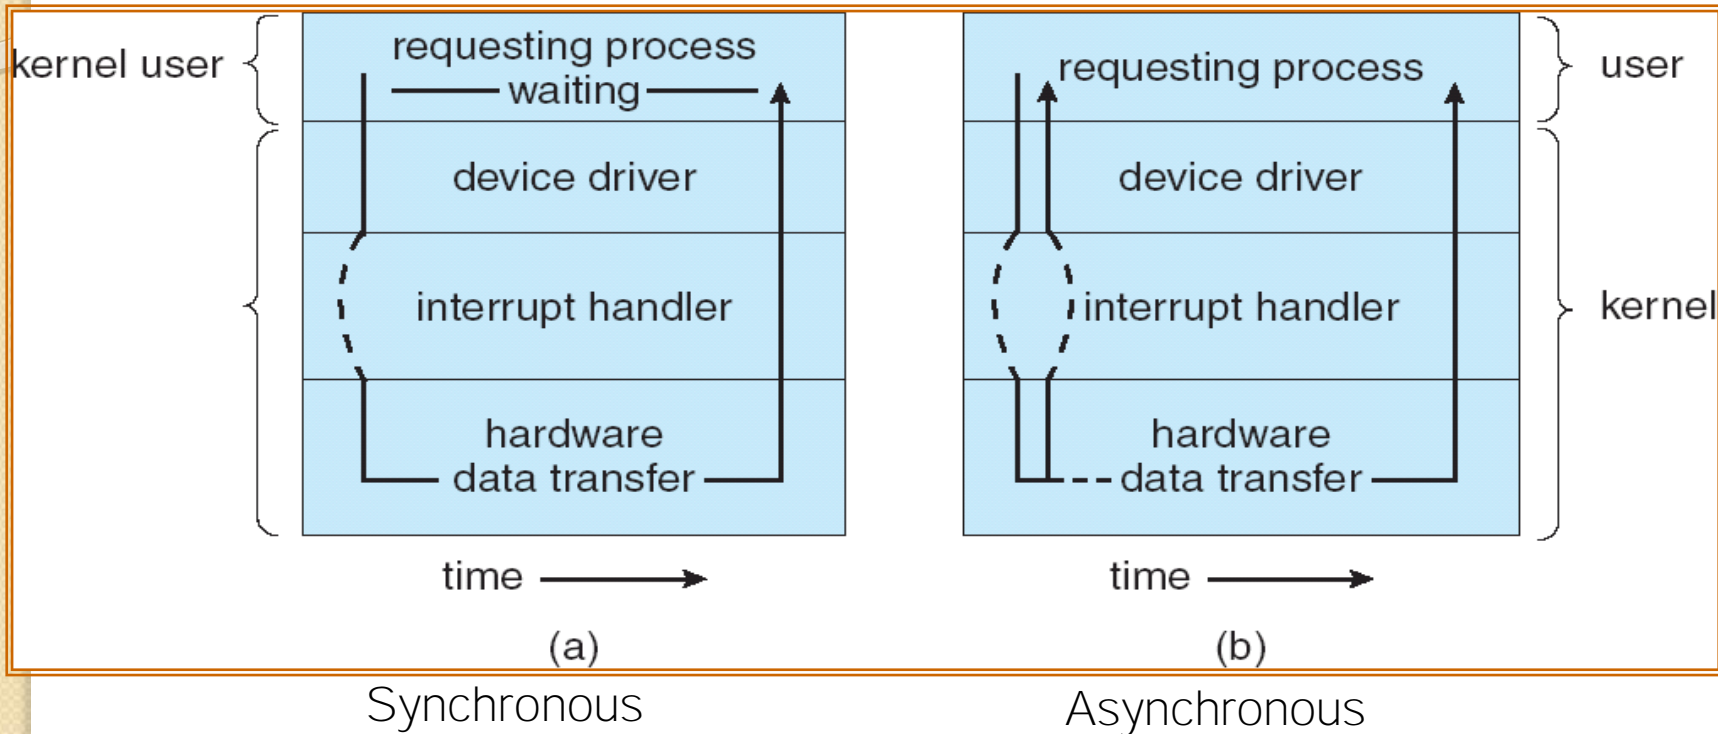 kernel user
requesting process
waiting
device driver
interrupt handler
hardware
data transfer
time
(a)
Synchronous
requesting process
device driver
interrupt handler
hardware
data transfer
user
kernel
time
(b)
Asynchronous